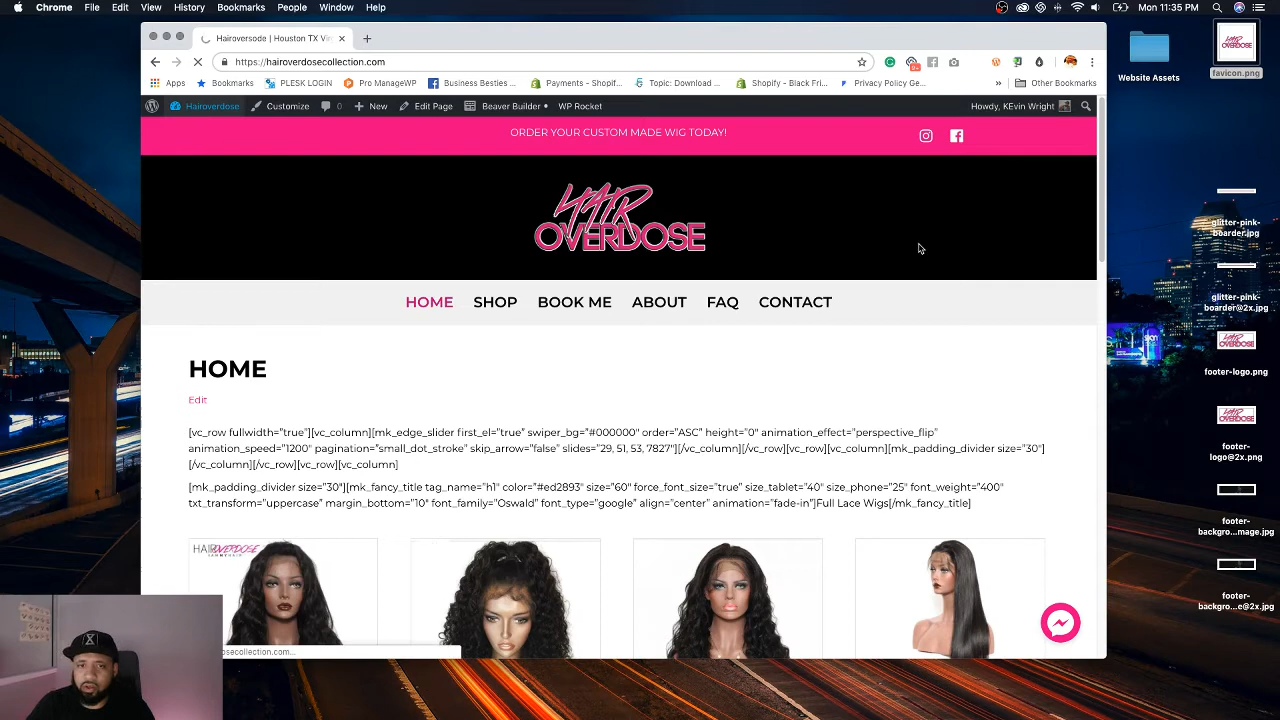 Chrome File Edit View History Bookmarks People Window Help
Mon 11:35 PM
Hairoversode | Houston TX Vir
https://hairoverdosecollection.com
Apps Bookmarks PLESK LOGIN Pro ManageWP Business Besties ... Payments - Shopif... Topic: Download ... Shopify - Black Fri... Privacy Policy Ge... » Other Bookmarks
Hairoverdose Customize 0 New Edit Page Beaver Builder WP Rocket Howdy, KEvin Wright
ORDER YOUR CUSTOM MADE WIG TODAY!
HAIR
OVERDOSE
HOME SHOP BOOK ME ABOUT FAQ CONTACT
HOME
Edit
[vc_row fullwidth="true"][vc_column][mk_edge_slider first_el="true" swiper_bg="#000000" order="ASC" height="0" animation_effect="perspective_flip"
animation_speed="1200" pagination="small_dot_stroke" skip_arrow="false" slides="29, 51, 53, 7827"][/vc_column][/vc_row][vc_row][vc_column][mk_padding_divider size="30"]
[/vc_column][/vc_row][vc_row][vc_column]
[mk_padding_divider size="30"][mk_fancy_title tag_name="h1" color="#ed2893" size="60" force_font_size="true" size_tablet="40" size_phone="25" font_weight="400"
txt_transform="uppercase" margin_bottom="10" font_family="Oswald" font_type="google" align="center" animation="fade-in"]Full Lace Wigs[/mk_fancy_title]
HAIR OVERDOSE
osecollection.com...
Website Assets
HAIR
OVERDOSE
favicon.png
glitter-pink-
boarder.jpg
glitter-pink-
boarder@2x.jpg
footer-logo.png
footer-
logo@2x.png
footer-
backgro...mage.jpg
footer-
backgro...e@2x.jpg